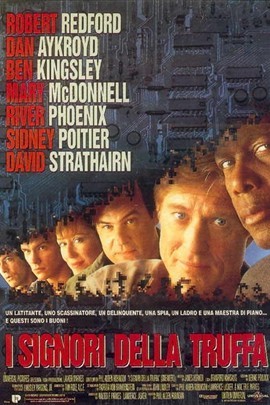 ROBERT REDFORD
DAN AYKROYD
BEN KINGSLEY
MARY McDONNELL
RIVER PHOENIX
SIDNEY POITIER
DAVID STRATHAIRN
UN LATITANTE, UNO SCASSINATORE, UN DELINQUENTE, UNA SPIA, UN LADRO E UNA MAESTRA DI PIANO...
E QUESTI SONO I BUONI!
I SIGNORI DELLA TRUFFA